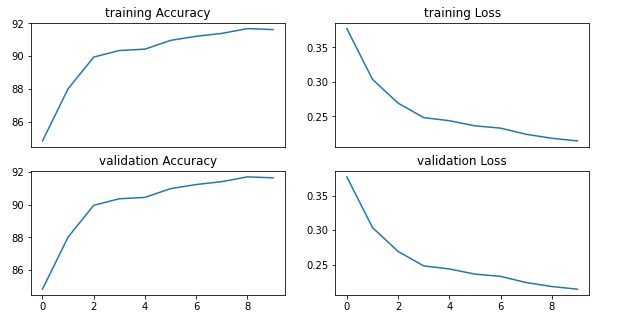 training Accuracy
92
90
88
86
training Loss
0.35
0.30
0.25
validation Accuracy
92
90
88
86
0 2 4 6 8
validation Loss
0.35
0.30
0.25
0 2 4 6 8